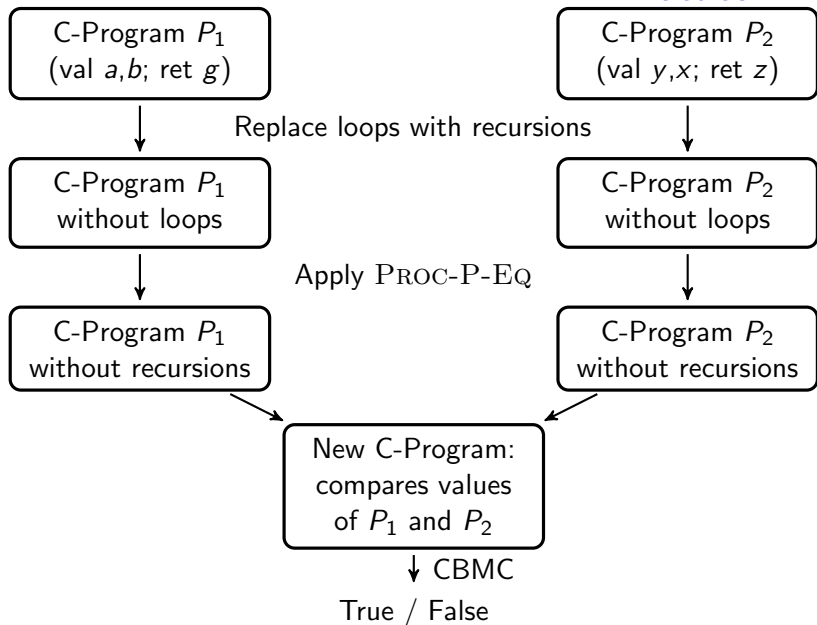 C-Program P₁
(val a,b; ret g)
C-Program P₂
(val y,x; ret z)
Replace loops with recursions
C-Program P₁
without loops
C-Program P₂
without loops
Apply PROC-P-EQ
C-Program P₁
without recursions
C-Program P₂
without recursions
New C-Program:
compares values
of P₁ and P₂
CBMC
True / False